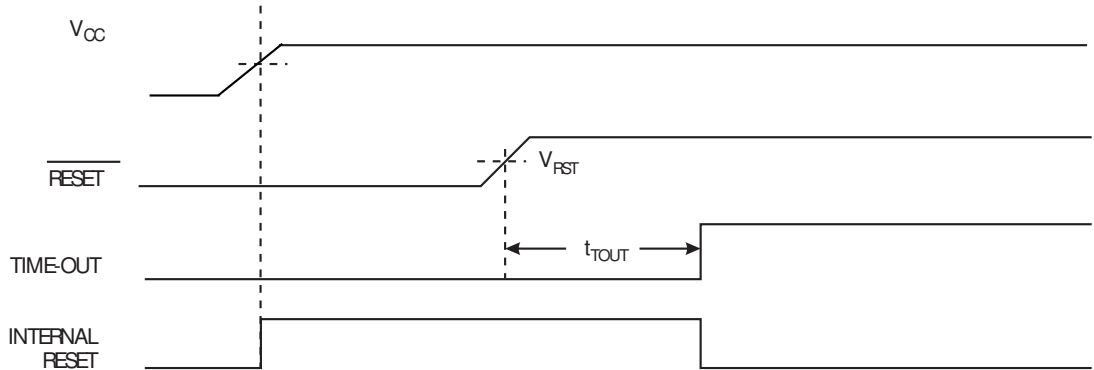 VCC
RESET
VRST
tTOUT
TIME-OUT
INTERNAL
RESET